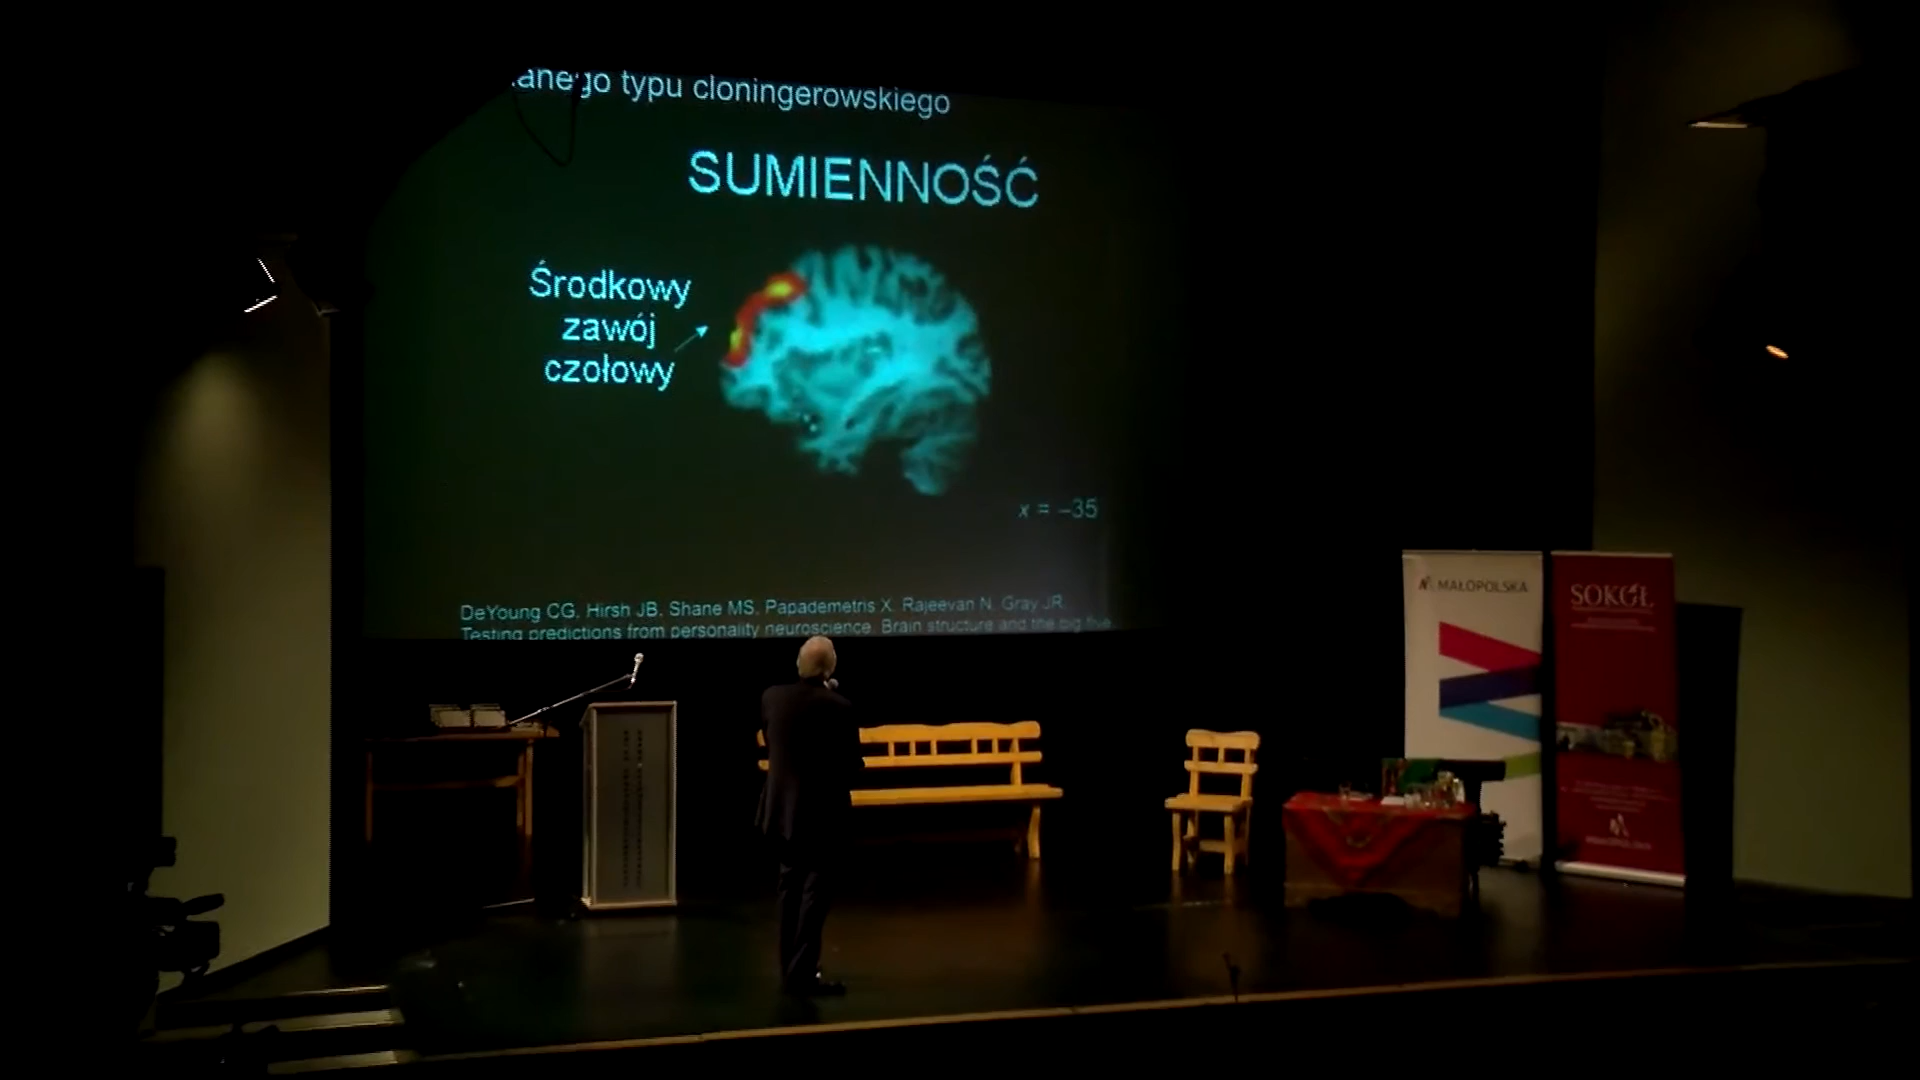 anego typu cloningerowskiego
SUMIENNOŚĆ
Środkowy
zawój
czołowy
x = –35
DeYoung CG, Hirsh JB, Shane MS, Papademetris X, Rajeevan N, Gray JR.
Testing predictions from personality neuroscience. Brain structure and the big five
MAŁOPOLSKA
SOKÓŁ